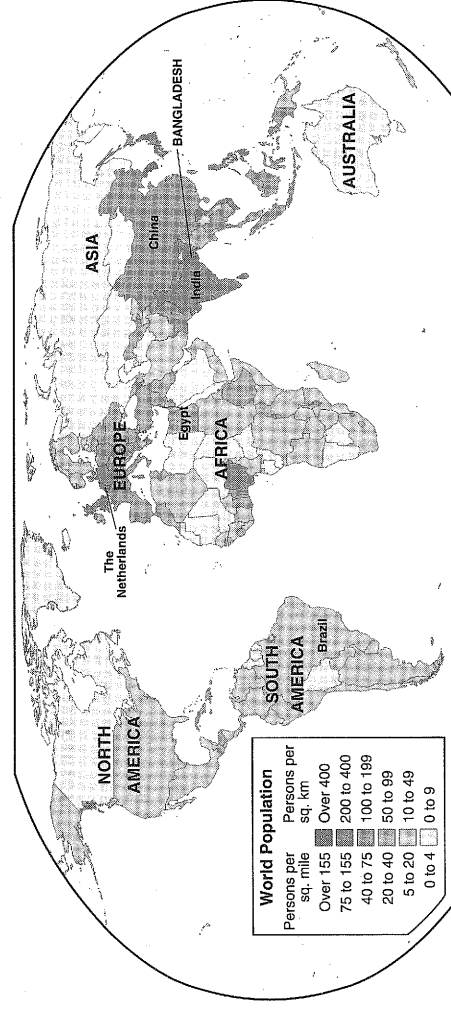 NORTH
AMERICA
SOUTH
AMERICA
Brazil
The
Netherlands
EUROPE
AFRICA
Egypt
ASIA
China
India
BANGLADESH
AUSTRALIA
World Population
Persons per
sq. mile
Persons per
sq. km
Over 155 Over 400
75 to 155 200 to 400
40 to 75 100 to 199
20 to 40 50 to 99
5 to 20 10 to 49
0 to 4 0 to 9